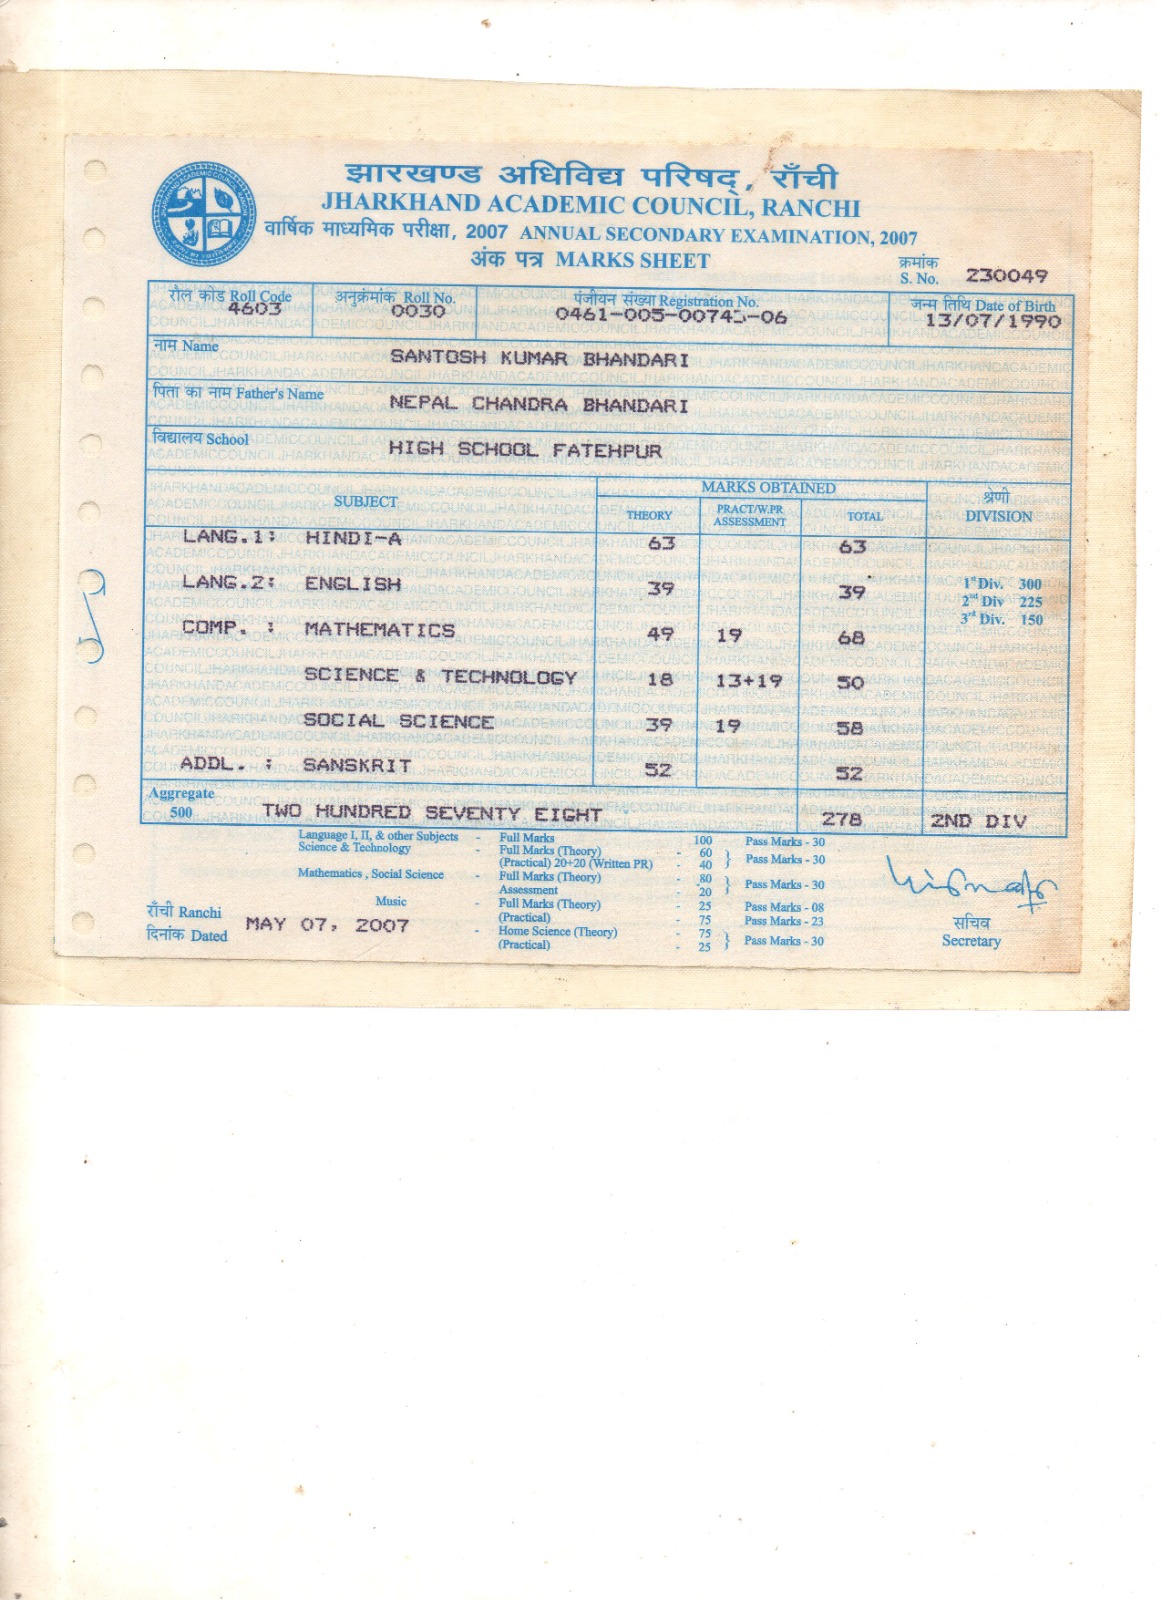 झारखण्ड अधिविद्य परिषद्, राँची
JHARKHAND ACADEMIC COUNCIL, RANCHI
वार्षिक माध्यमिक परीक्षा, 2007 ANNUAL SECONDARY EXAMINATION, 2007
अंक पत्र MARKS SHEET
क्रमांक
S. No. 230049
रौल कोड Roll Code अनुक्रमांक Roll No. पंजीयन संख्या Registration No. जन्म तिथि Date of Birth
4603 0030 0461-005-00745-06 13/07/1990
नाम Name SANTOSH KUMAR BHANDARI
पिता का नाम Father's Name NEPAL CHANDRA BHANDARI
विद्यालय School HIGH SCHOOL FATEHPUR
SUBJECT MARKS OBTAINED श्रेणी
THEORY PRACT/W.PR ASSESSMENT TOTAL DIVISION
LANG.1: HINDI-A 63 63
LANG.2: ENGLISH 39 39
1st Div. 300
2nd Div 225
3rd Div. 150
COMP. : MATHEMATICS 49 19 68
SCIENCE & TECHNOLOGY 18 13+19 50
SOCIAL SCIENCE 39 19 58
ADDL. : SANSKRIT 52 52
Aggregate
500 TWO HUNDRED SEVENTY EIGHT 278 2ND DIV
Language I, II, & other Subjects - Full Marks 100 Pass Marks - 30
Science & Technology - Full Marks (Theory) - 60
(Practical) 20+20 (Written PR) - 40 } Pass Marks - 30
Mathematics , Social Science - Full Marks (Theory) - 80
Assessment - 20 } Pass Marks - 30
Music - Full Marks (Theory) - 25 Pass Marks - 08
(Practical) - 75 Pass Marks - 23
- Home Science (Theory) - 75
(Practical) - 25 } Pass Marks - 30
राँची Ranchi
दिनांक Dated MAY 07, 2007
सचिव
Secretary